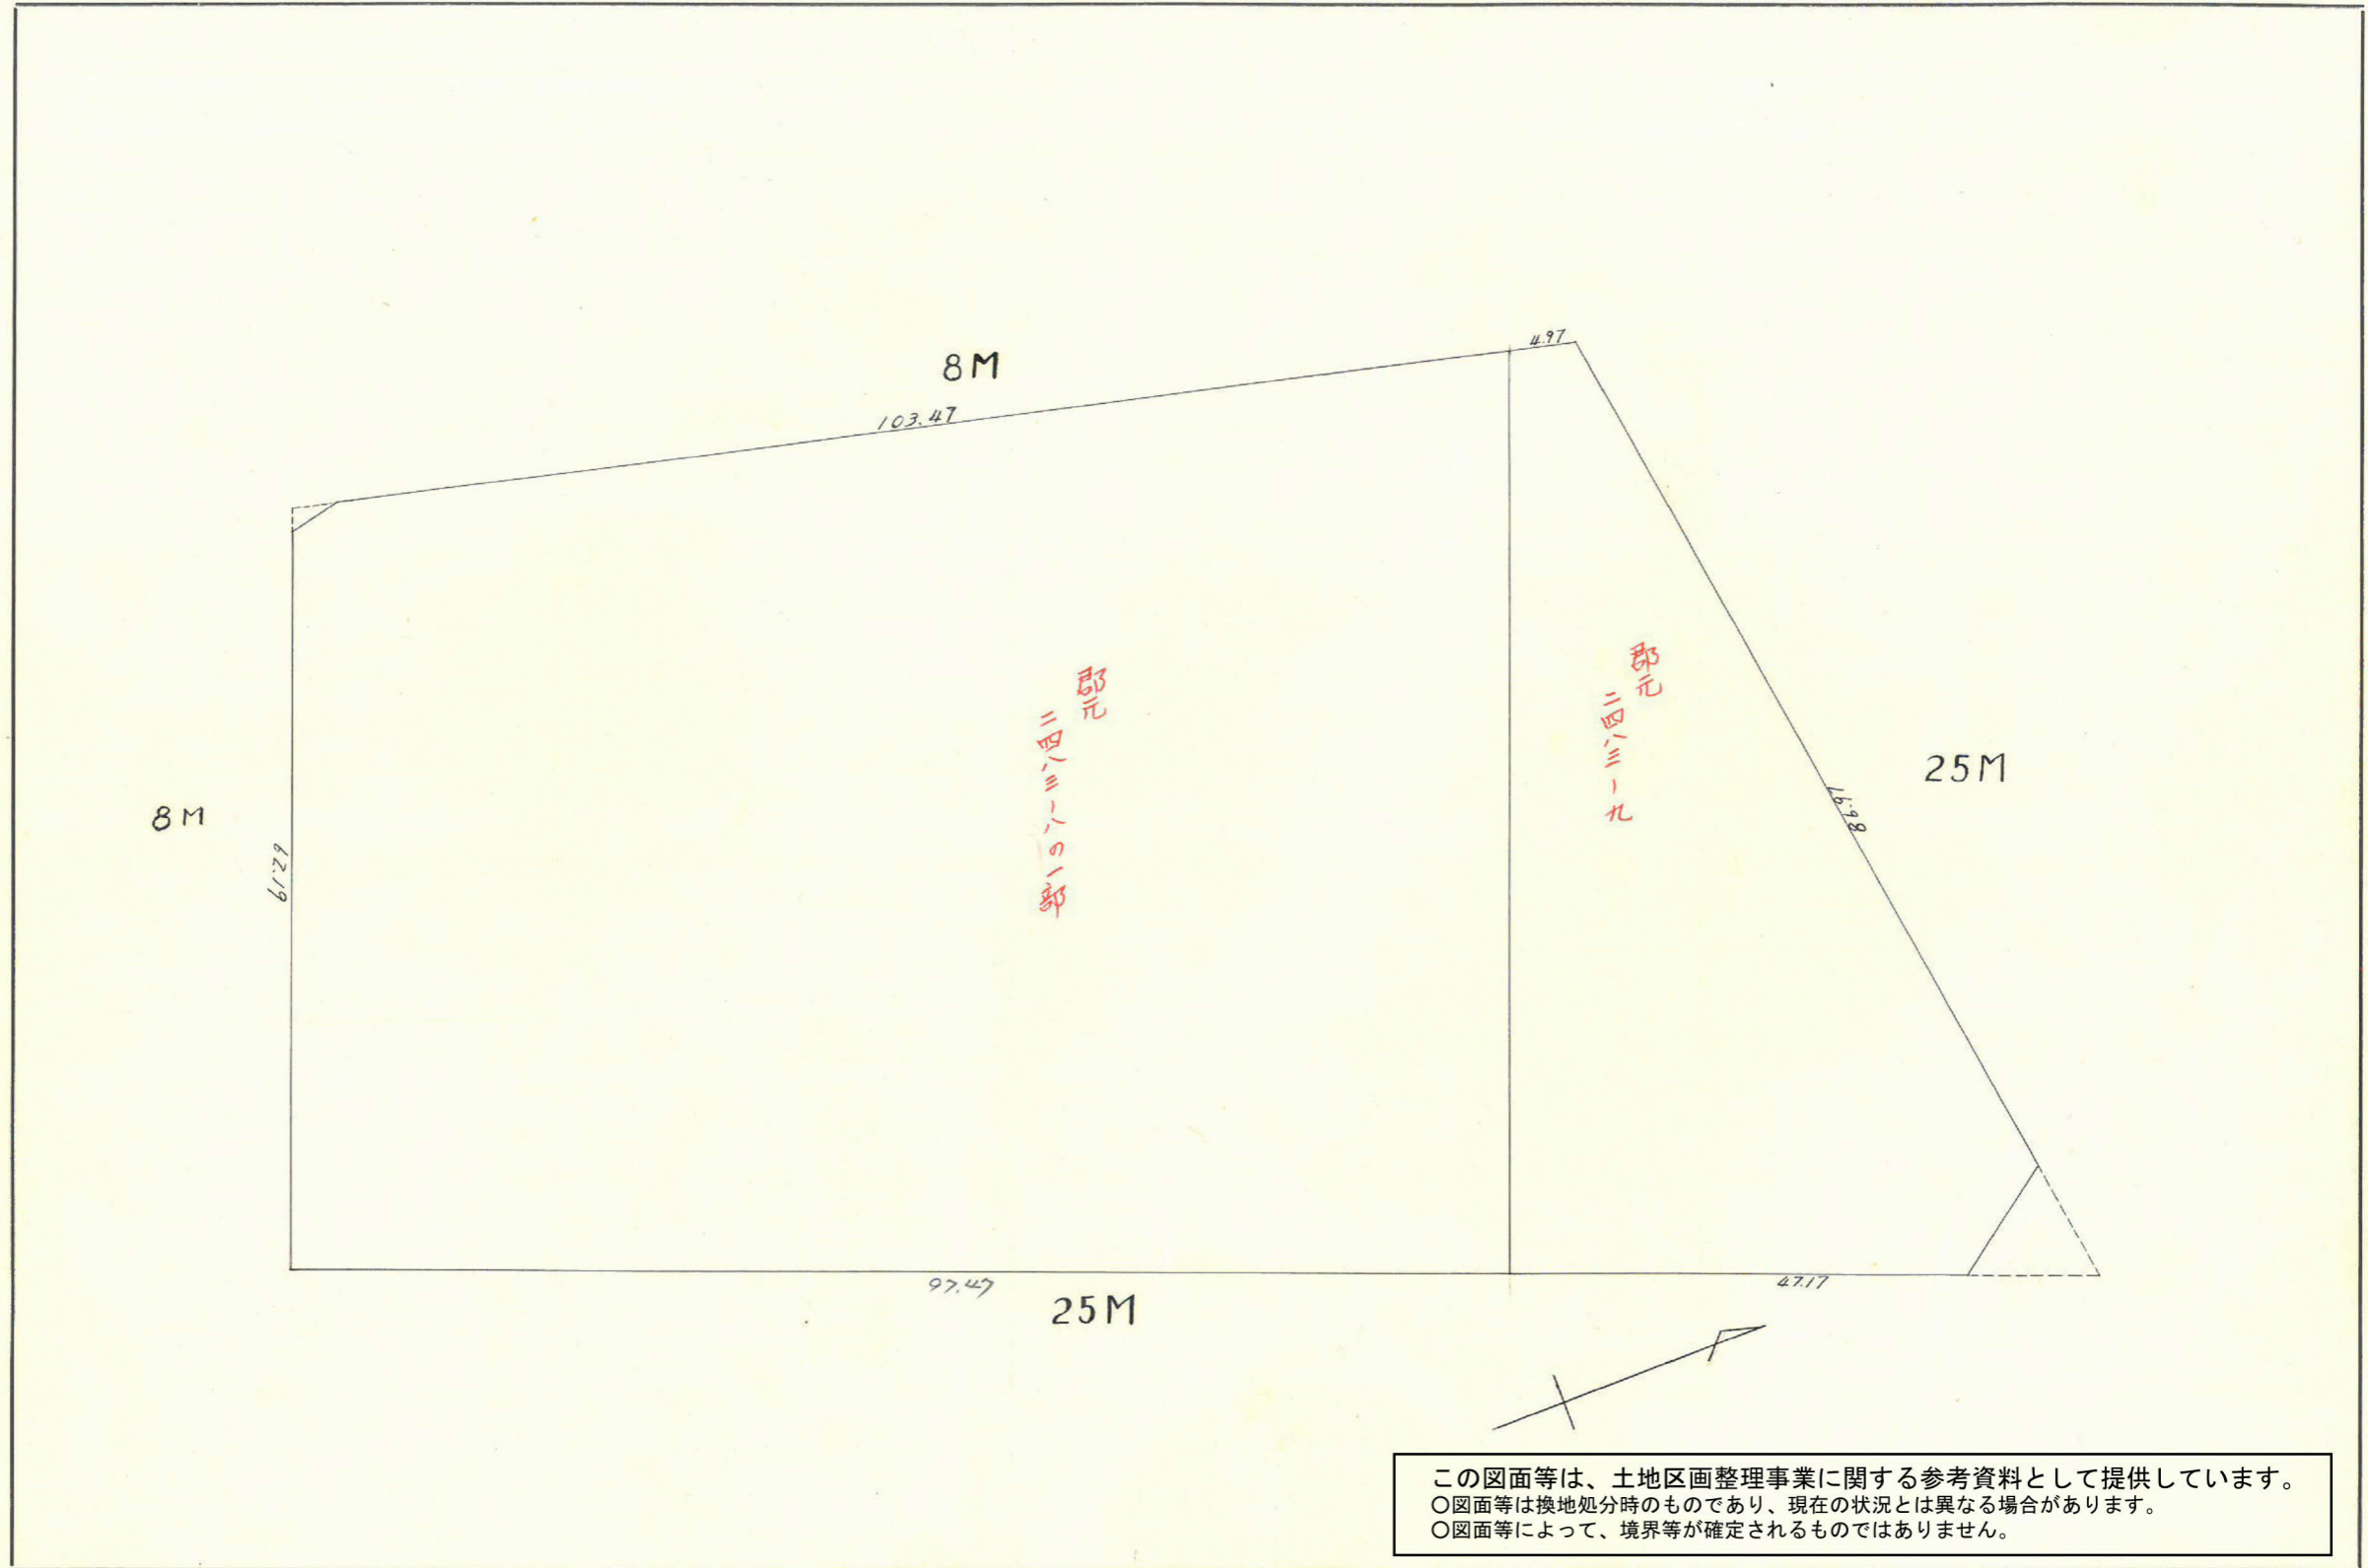 8M
4.97
103.47
郡元
二四八三-八の一部
郡元
二四八三-九
25M
86.97
8M
61.29
97.47
47.17
25M
この図面等は、土地区画整理事業に関する参考資料として提供しています。
○図面等は換地処分時のものであり、現在の状況とは異なる場合があります。
○図面等によって、境界等が確定されるものではありません。